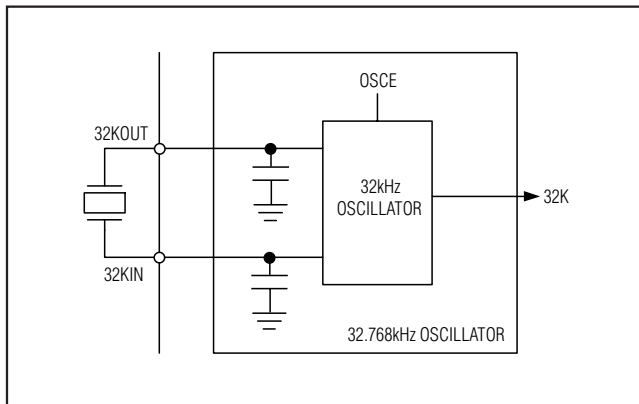 OSCE
32KOUT
32kHz
OSCILLATOR
32K
32KIN
32.768kHz OSCILLATOR